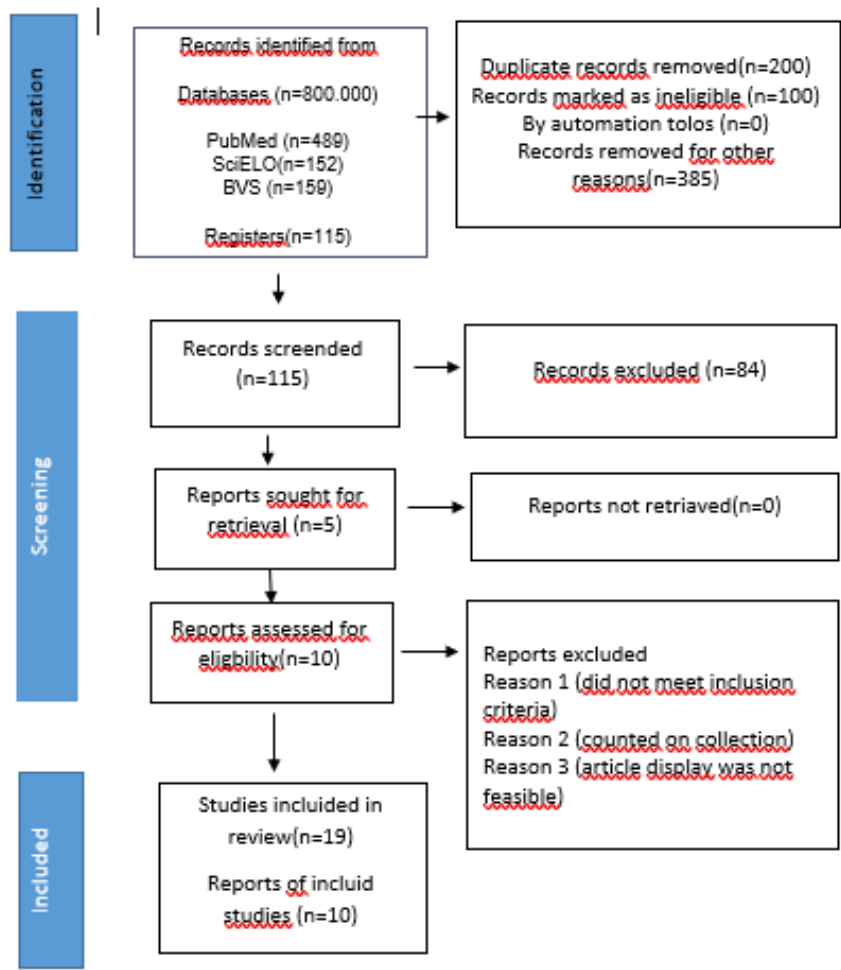 Identification
Records identified from
Databases (n=800.000)
PubMed (n=489)
SciELO(n=152)
BVS (n=159)
Registers(n=115)
Duplicate records removed(n=200)
Records marked as ineligible (n=100)
By automation tolos (n=0)
Records removed for other
reasons(n=385)
Screening
Records screended
(n=115)
Records excluded (n=84)
Reports sought for
retrieval (n=5)
Reports not retriaved(n=0)
Reports assessed for
eligbility(n=10)
Reports excluded
Reason 1 (did not meet inclusion
criteria)
Reason 2 (counted on collection)
Reason 3 (article display was not
feasible)
Included
Studies incluided in
review(n=19)
Reports of incluid
studies (n=10)